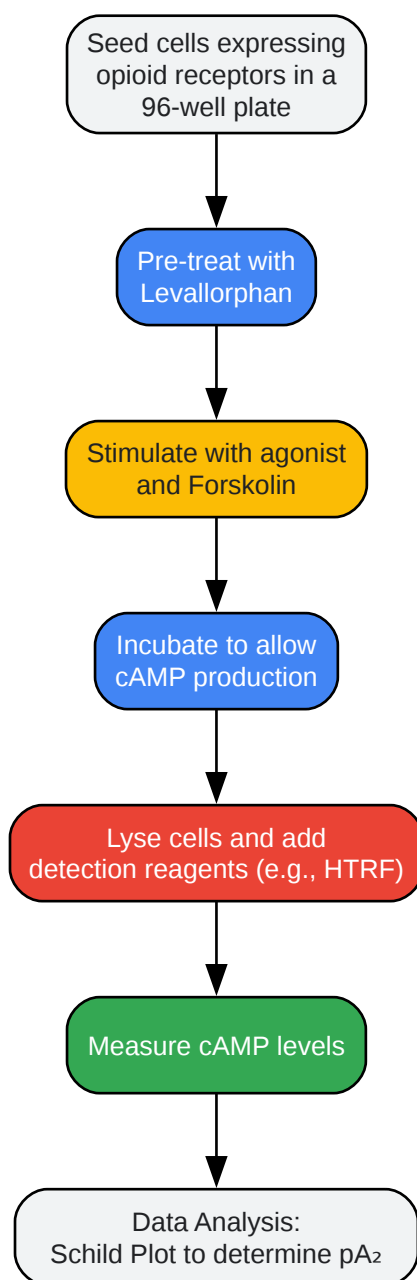 Seed cells expressing
opioid receptors in a
96-well plate
Pre-treat with
Levallorphan
Stimulate with agonist
and Forskolin
Incubate to allow
cAMP production
Lyse cells and add
detection reagents (e.g., HTRF)
Measure cAMP levels
Data Analysis:
Schild Plot to determine pA₂